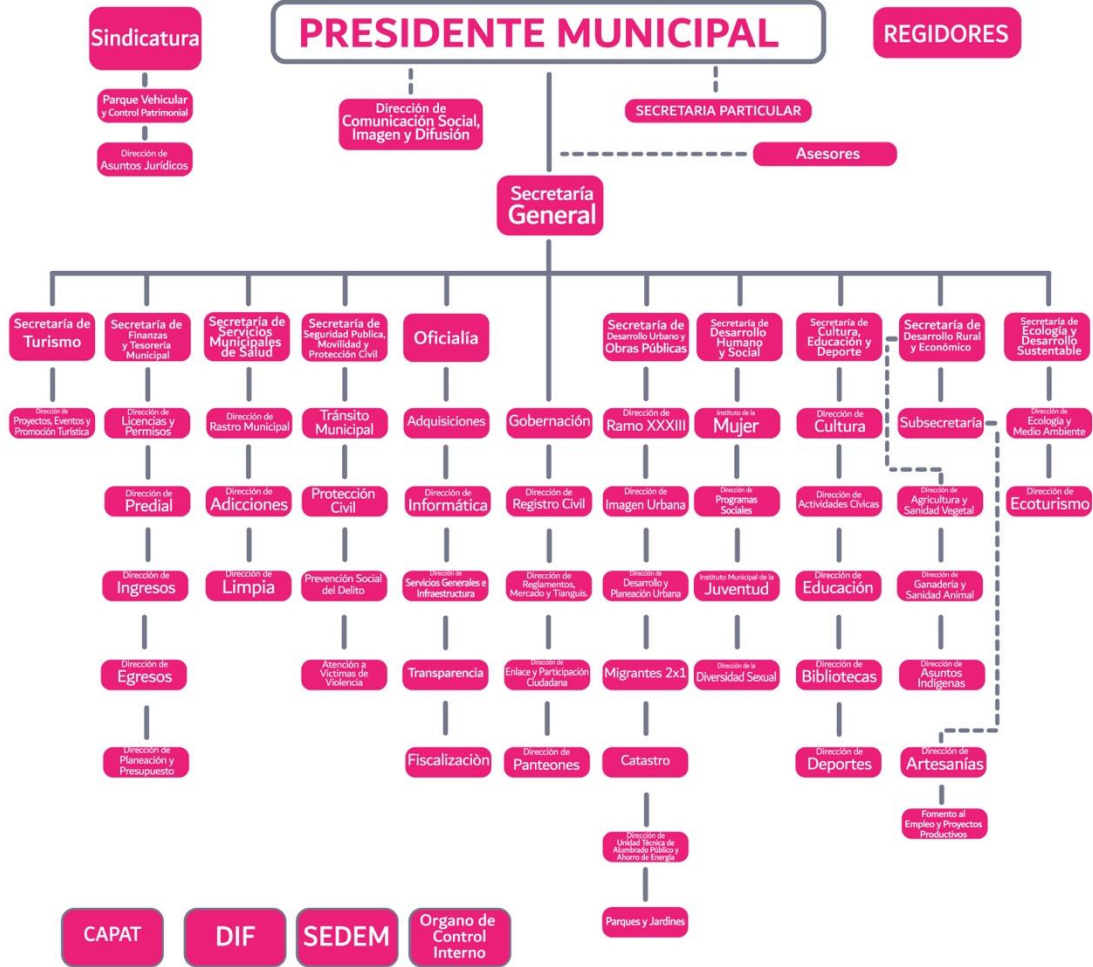 Sindicatura
PRESIDENTE MUNICIPAL
REGIDORES
Parque Vehicular
y Control Patrimonial
Dirección de
Asuntos Jurídicos
Dirección de
Comunicación Social,
Imagen y Difusión
SECRETARIA PARTICULAR
Asesores
Secretaría
General
Secretaría de
Turismo
Secretaría de
Finanzas
y Tesorería
Municipal
Secretaría de
Servicios
Municipales
de Salud
Secretaría de
Seguridad Publica,
Movilidad y
Protección Civil
Oficialía
Secretaría de
Desarrollo Urbano y
Obras Públicas
Secretaría de
Desarrollo
Humano
y Social
Secretaría de
Cultura,
Educación y
Deporte
Secretaría de
Desarrollo Rural
y Económico
Secretaría de
Ecología y
Desarrollo
Sustentable
Dirección de
Proyectos, Eventos y
Promoción Turística
Dirección de
Licencias y
Permisos
Dirección de
Rastro Municipal
Tránsito
Municipal
Adquisiciones
Gobernación
Dirección de
Ramo XXXIII
Instituto de la
Mujer
Dirección de
Cultura
Subsecretaría
Dirección de
Ecología y
Medio Ambiente
Dirección de
Predial
Dirección de
Adicciones
Protección
Civil
Dirección de
Informática
Dirección de
Registro Civil
Dirección de
Imagen Urbana
Dirección de
Programas
Sociales
Dirección de
Actividades Cívicas
Dirección de
Agricultura y
Sanidad Vegetal
Dirección de
Ecoturismo
Dirección de
Ingresos
Dirección de
Limpia
Prevención Social
del Delito
Dirección de
Servicios Generales e
Infraestructura
Dirección de
Reglamentos,
Mercado y Tianguis.
Dirección de
Desarrollo y
Planeación Urbana
Instituto Municipal de la
Juventud
Dirección de
Educación
Dirección de
Ganadería y
Sanidad Animal
Dirección de
Egresos
Atención a
Victimas de
Violencia
Transparencia
Dirección de
Enlace y Participación
Ciudadana
Migrantes 2x1
Dirección de la
Diversidad Sexual
Dirección de
Bibliotecas
Dirección de
Asuntos
Indígenas
Dirección de
Planeación y
Presupuesto
Fiscalizaciòn
Dirección de
Panteones
Catastro
Dirección de
Deportes
Dirección de
Artesanías
Dirección de
Unidad Técnica de
Alumbrado Público y
Ahorro de Energía
Fomento al
Empleo y Proyectos
Productivos
Parques y Jardines
CAPAT
DIF
SEDEM
Organo de
Control
Interno